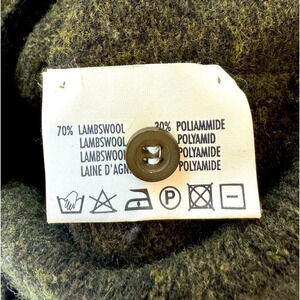 70% LAMBSWOOL 30% POLIAMMIDE
LAMBSWOOL POLYAMID
LAMBSWOOL POLYAMIDE
LAINE D'AGN POLYAMIDE
P